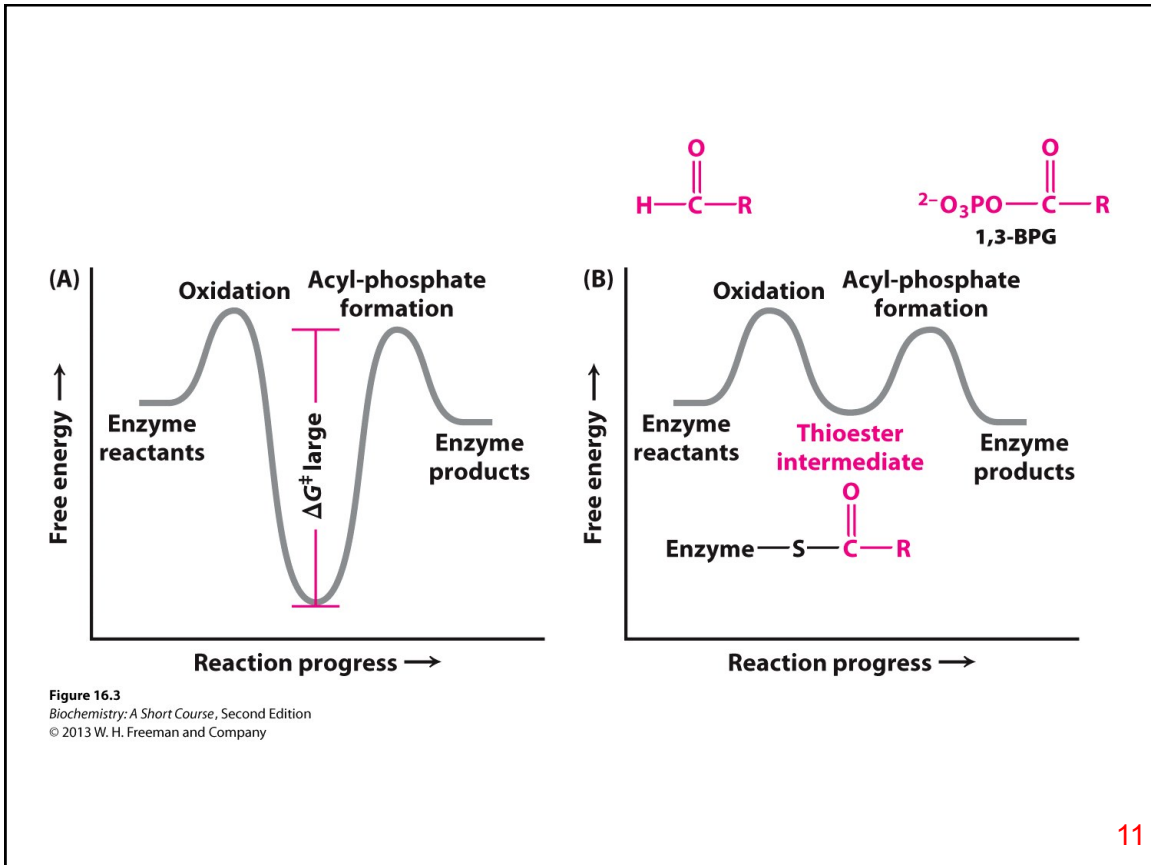 O
H—C—R
O
²⁻O₃PO—C—R
1,3-BPG
(A)
Oxidation
Acyl-phosphate
formation
Free energy →
Enzyme
reactants
ΔG‡ large
Enzyme
products
Reaction progress →
(B)
Oxidation
Acyl-phosphate
formation
Free energy →
Enzyme
reactants
Thioester
intermediate
O
Enzyme—S—C—R
Enzyme
products
Reaction progress →
Figure 16.3
Biochemistry: A Short Course, Second Edition
© 2013 W. H. Freeman and Company
11